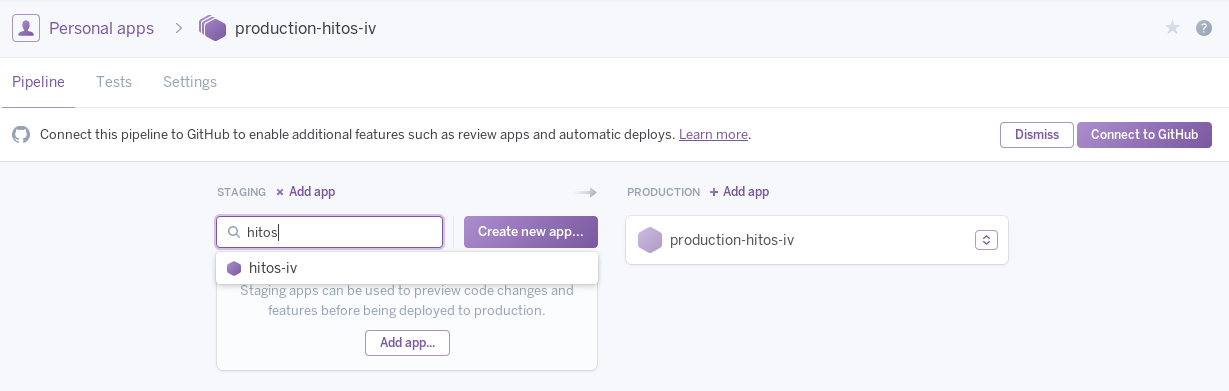 Personal apps > production-hitos-iv
?
Pipeline Tests Settings
Connect this pipeline to GitHub to enable additional features such as review apps and automatic deploys. Learn more.
Dismiss Connect to GitHub
STAGING × Add app
PRODUCTION + Add app
hitos
Create new app...
hitos-iv
Staging apps can be used to preview code changes and
features before being deployed to production.
Add app...
production-hitos-iv